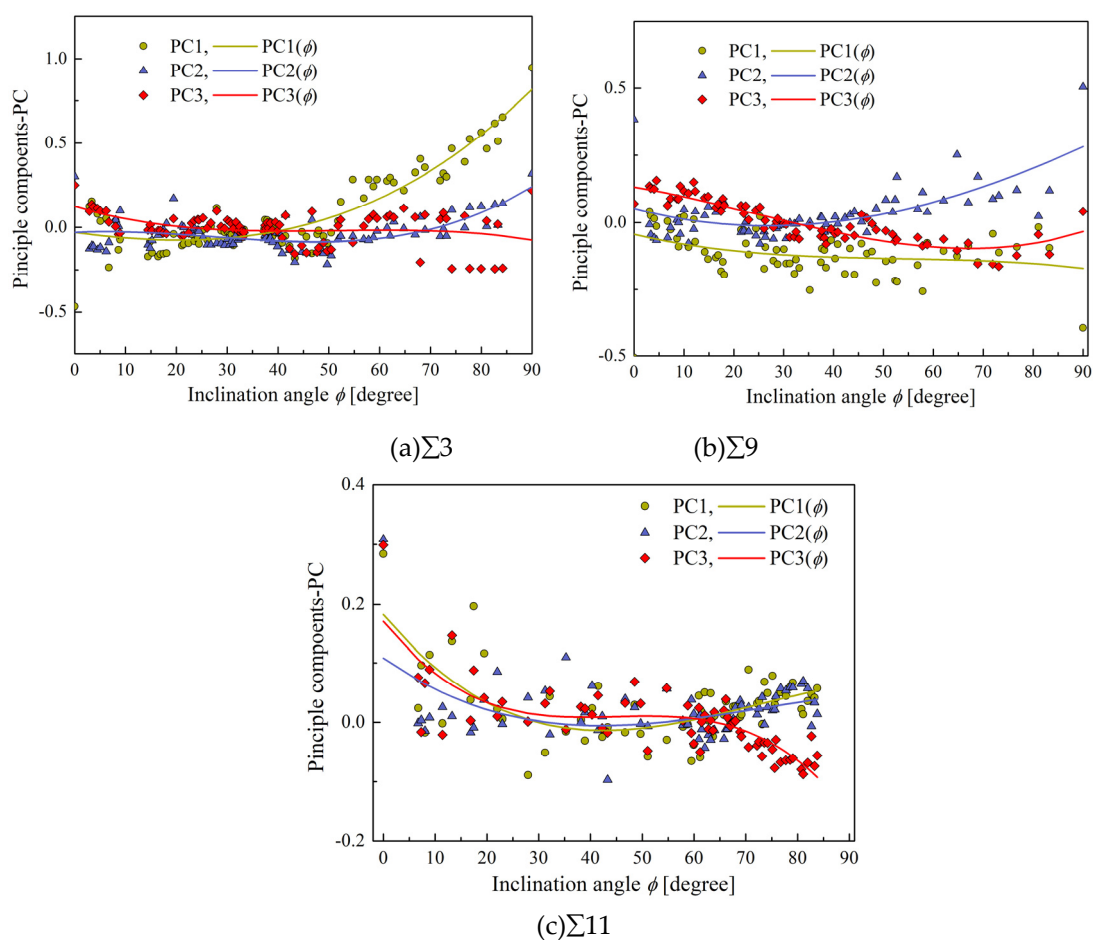 PC1, PC1(ϕ)
PC2, PC2(ϕ)
PC3, PC3(ϕ)
1.0
0.5
0.0
-0.5
Pinciple compoents-PC
0 10 20 30 40 50 60 70 80 90
Inclination angle ϕ [degree]
(a)∑3
PC1, PC1(ϕ)
PC2, PC2(ϕ)
PC3, PC3(ϕ)
0.5
0.0
-0.5
Pinciple compoents-PC
0 10 20 30 40 50 60 70 80 90
Inclination angle ϕ [degree]
(b)∑9
PC1, PC1(ϕ)
PC2, PC2(ϕ)
PC3, PC3(ϕ)
0.4
0.2
0.0
-0.2
Pinciple compoents-PC
0 10 20 30 40 50 60 70 80 90
Inclination angle ϕ [degree]
(c)∑11